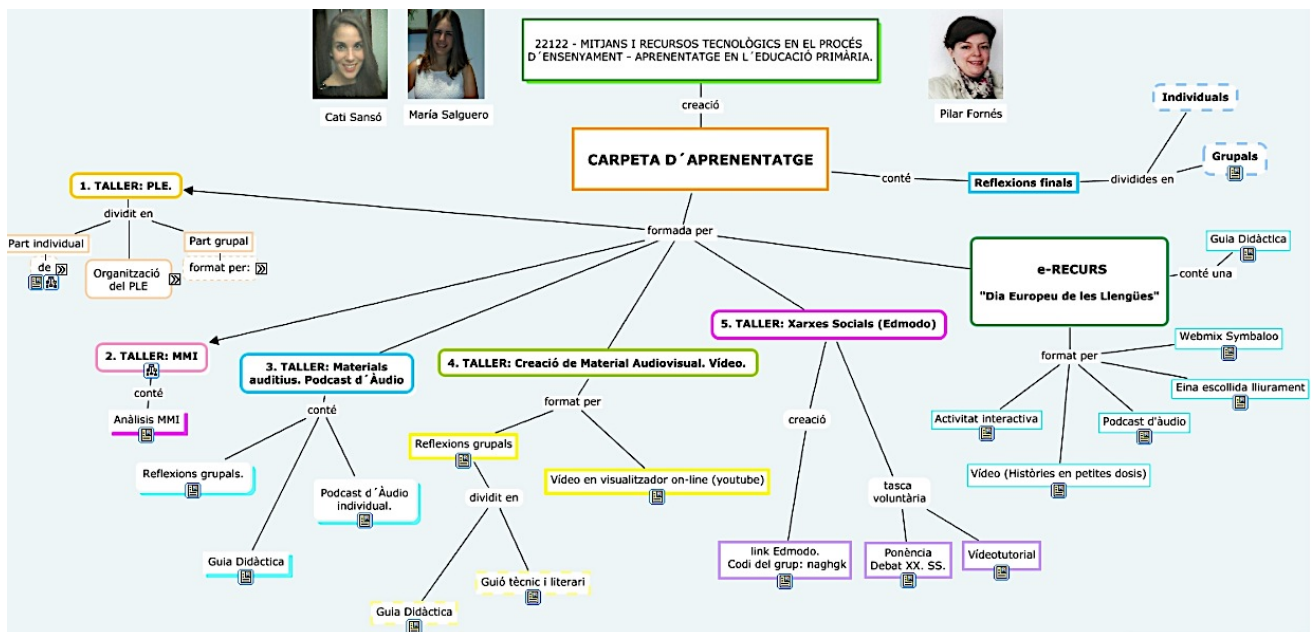 22122 - MITJANS I RECURSOS TECNOLÒGICS EN EL PROCÉS
D´ENSENYAMENT - APRENENTATGE EN L´EDUCACIÓ PRIMÀRIA.
Cati Sansó
María Salguero
Pilar Fornés
creació
CARPETA D´APRENENTATGE
conté
Reflexions finals
dividides en
Individuals
Grupals
formada per
1. TALLER: PLE.
dividit en
Part individual
de
Organització
del PLE
Part grupal
format per:
2. TALLER: MMI
conté
Anàlisis MMI
3. TALLER: Materials
auditius. Podcast d´Àudio
conté
Reflexions grupals.
Guia Didàctica
Podcast d´Àudio
individual.
4. TALLER: Creació de Material Audiovisual. Vídeo.
format per
Reflexions grupals
dividit en
Guia Didàctica
Guió tècnic i literari
Vídeo en visualitzador on-line (youtube)
5. TALLER: Xarxes Socials (Edmodo)
creació
link Edmodo.
Codi del grup: naghgk
tasca
voluntària
Ponència
Debat XX. SS.
Vídeotutorial
e-RECURS
"Dia Europeu de les Llengües"
conté una
Guia Didàctica
format per
Webmix Symbaloo
Eina escollida lliurament
Podcast d'àudio
Vídeo (Històries en petites dosis)
Activitat interactiva